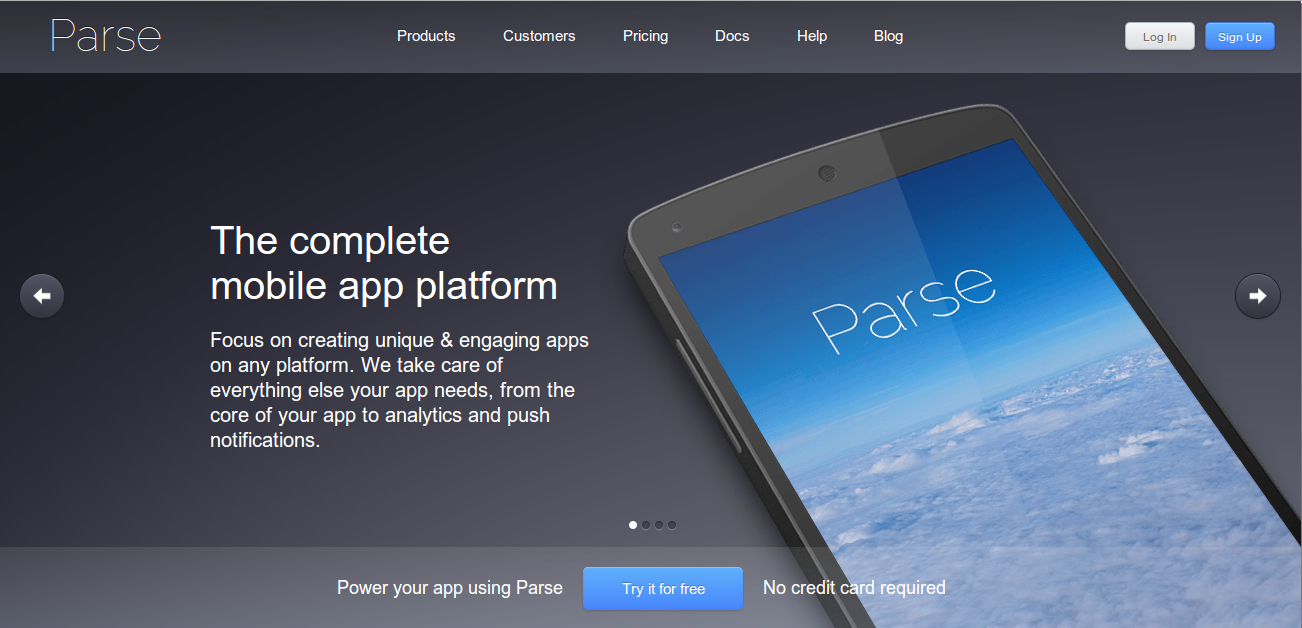 Parse
Products
Customers
Pricing
Docs
Help
Blog
Log In
Sign Up
The complete
mobile app platform
Focus on creating unique & engaging apps
on any platform. We take care of
everything else your app needs, from the
core of your app to analytics and push
notifications.
Parse
Power your app using Parse
Try it for free
No credit card required